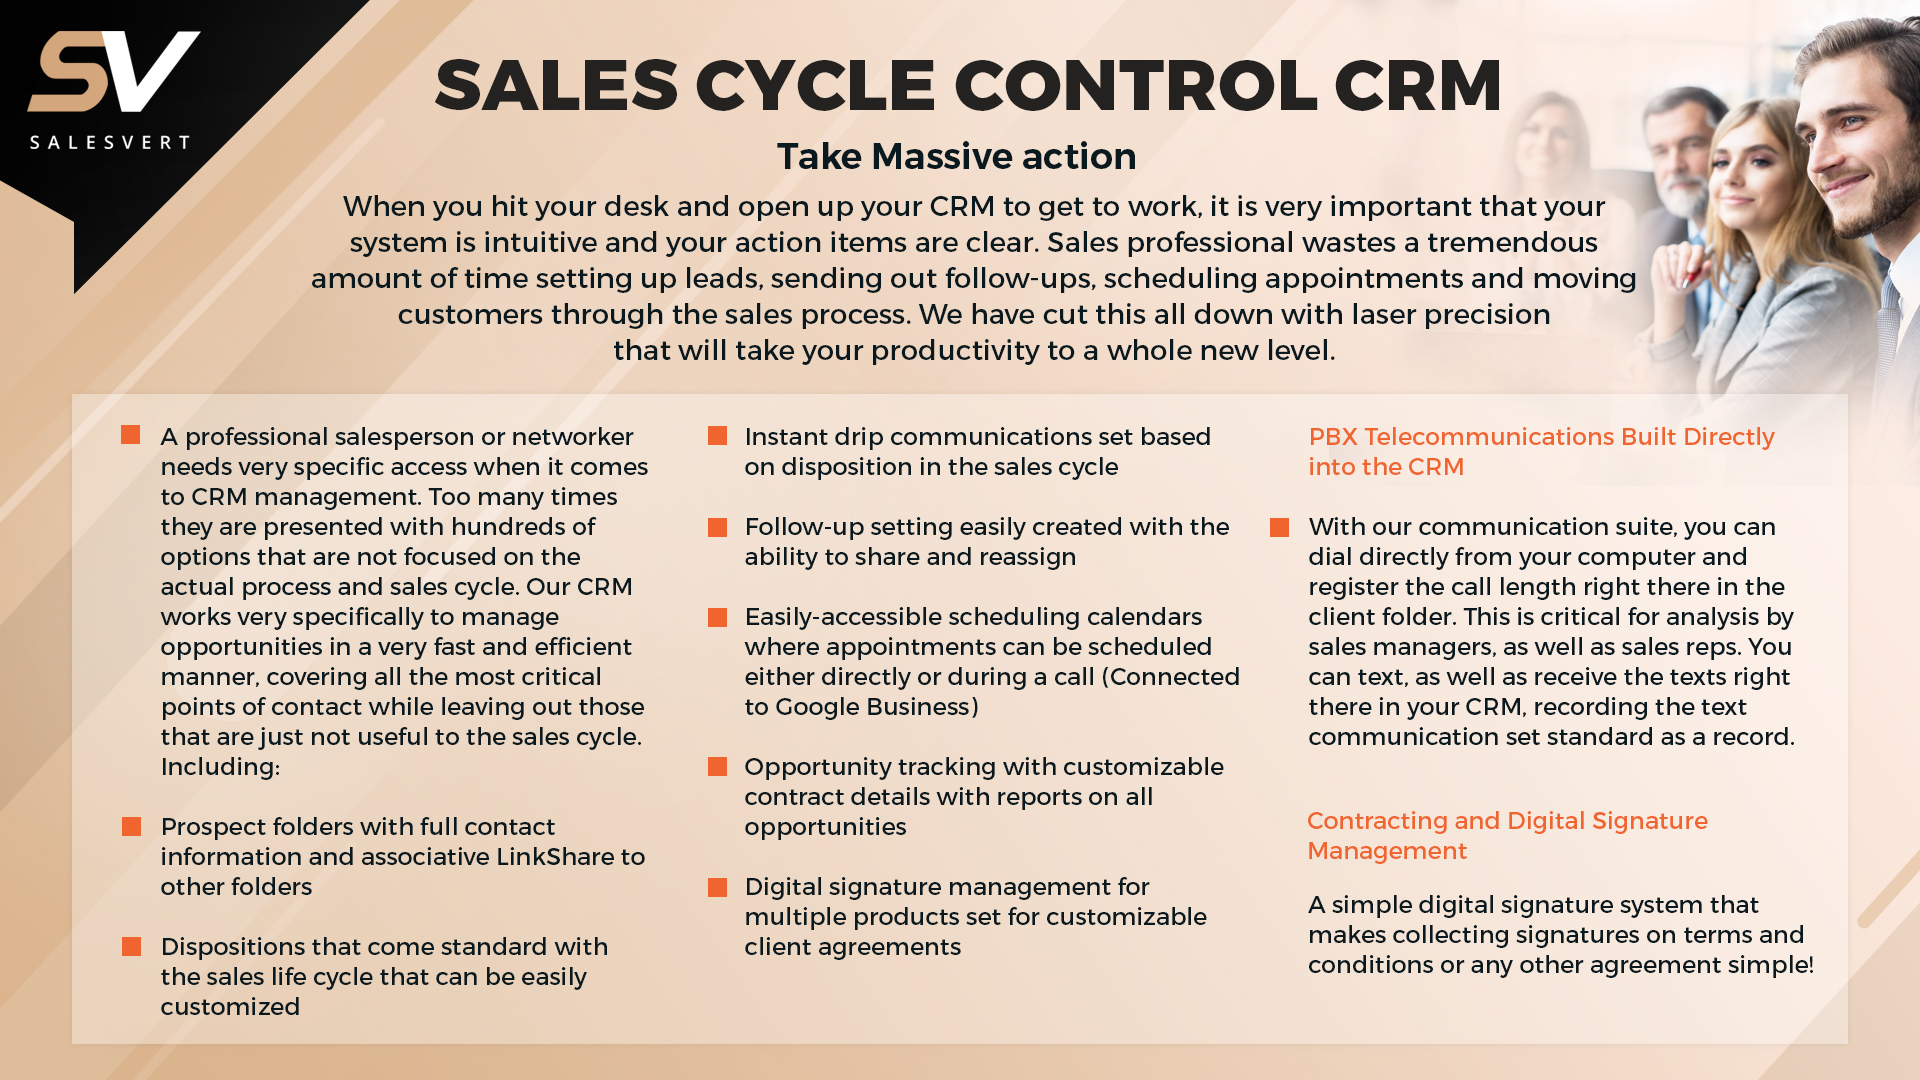 SV
SALESVERT
SALES CYCLE CONTROL CRM
Take Massive action
When you hit your desk and open up your CRM to get to work, it is very important that your
system is intuitive and your action items are clear. Sales professional wastes a tremendous
amount of time setting up leads, sending out follow-ups, scheduling appointments and moving
customers through the sales process. We have cut this all down with laser precision
that will take your productivity to a whole new level.
A professional salesperson or networker
needs very specific access when it comes
to CRM management. Too many times
they are presented with hundreds of
options that are not focused on the
actual process and sales cycle. Our CRM
works very specifically to manage
opportunities in a very fast and efficient
manner, covering all the most critical
points of contact while leaving out those
that are just not useful to the sales cycle.
Including:
Prospect folders with full contact
information and associative LinkShare to
other folders
Dispositions that come standard with
the sales life cycle that can be easily
customized
Instant drip communications set based
on disposition in the sales cycle
Follow-up setting easily created with the
ability to share and reassign
Easily-accessible scheduling calendars
where appointments can be scheduled
either directly or during a call (Connected
to Google Business)
Opportunity tracking with customizable
contract details with reports on all
opportunities
Digital signature management for
multiple products set for customizable
client agreements
PBX Telecommunications Built Directly
into the CRM
With our communication suite, you can
dial directly from your computer and
register the call length right there in the
client folder. This is critical for analysis by
sales managers, as well as sales reps. You
can text, as well as receive the texts right
there in your CRM, recording the text
communication set standard as a record.
Contracting and Digital Signature
Management
A simple digital signature system that
makes collecting signatures on terms and
conditions or any other agreement simple!